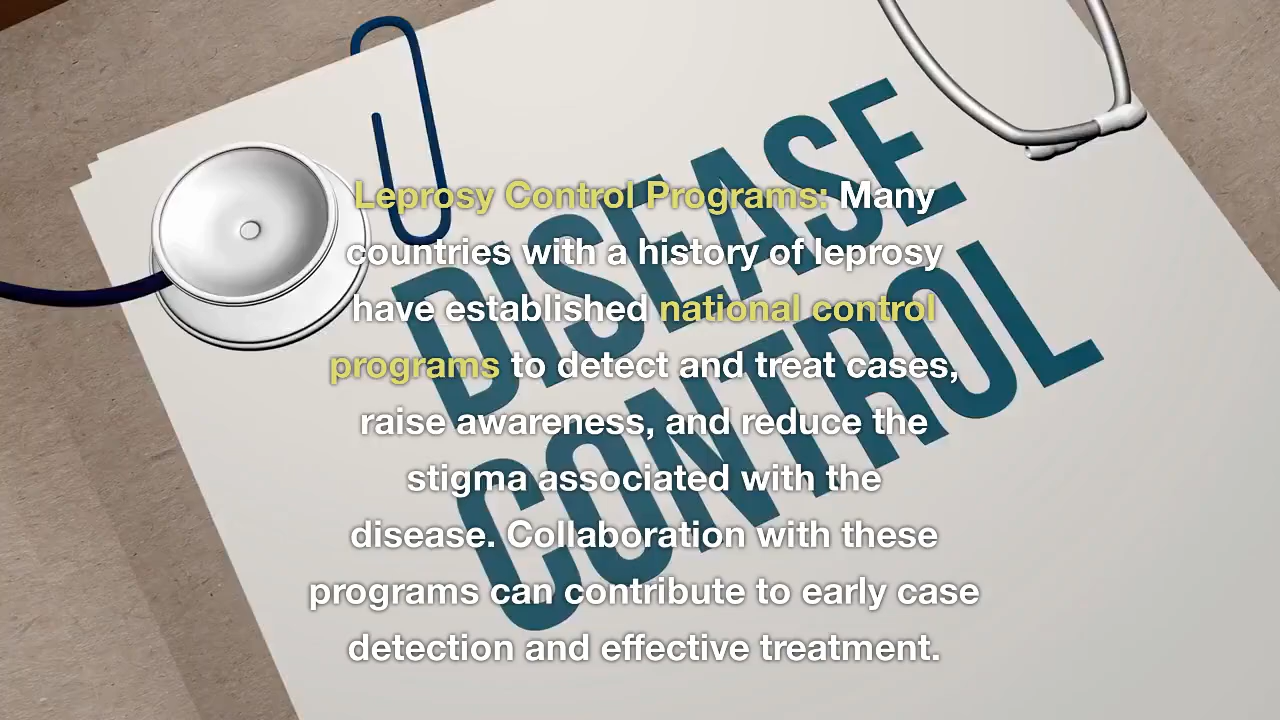 DISEASE
CONTROL
Leprosy Control Programs: Many
countries with a history of leprosy
have established national control
programs to detect and treat cases,
raise awareness, and reduce the
stigma associated with the
disease. Collaboration with these
programs can contribute to early case
detection and effective treatment.